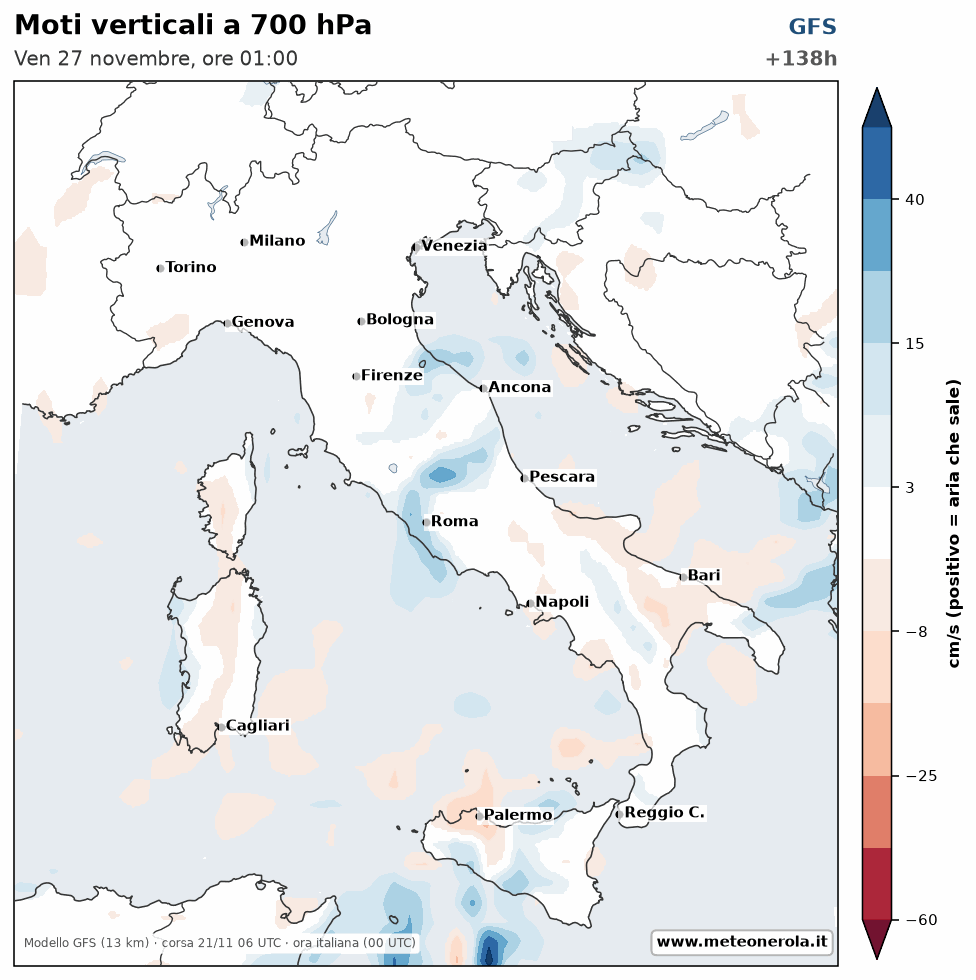 Moti verticali a 700 hPa
GFS
Ven 27 novembre, ore 01:00
+138h
Milano
Venezia
Torino
Genova
Bologna
Firenze
Ancona
Pescara
Roma
Bari
Napoli
Cagliari
Palermo
Reggio C.
40
15
3
−8
−25
−60
cm/s (positivo = aria che sale)
Modello GFS (13 km) · corsa 21/11 06 UTC · ora italiana (00 UTC)
www.meteonerola.it